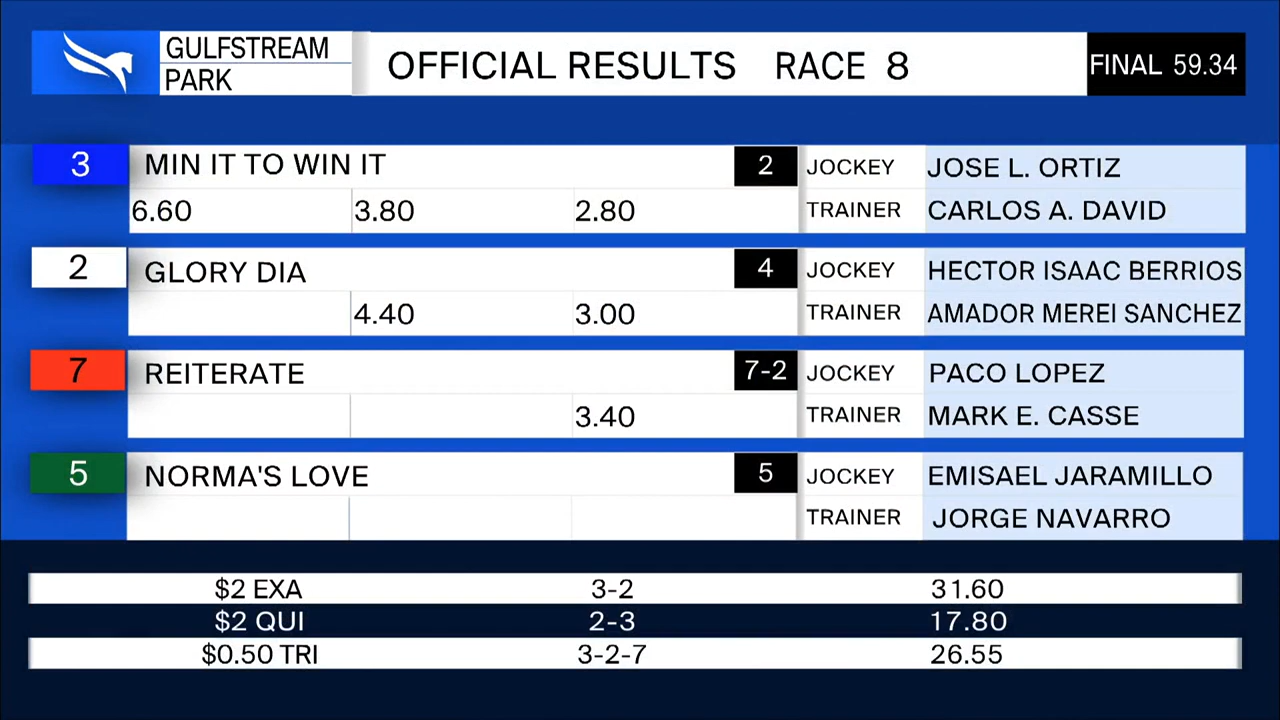 GULFSTREAM
PARK
OFFICIAL RESULTS RACE 8
FINAL 59.34
3 MIN IT TO WIN IT 2 JOCKEY JOSE L. ORTIZ
6.60 3.80 2.80 TRAINER CARLOS A. DAVID
2 GLORY DIA 4 JOCKEY HECTOR ISAAC BERRIOS
4.40 3.00 TRAINER AMADOR MEREI SANCHEZ
7 REITERATE 7-2 JOCKEY PACO LOPEZ
3.40 TRAINER MARK E. CASSE
5 NORMA'S LOVE 5 JOCKEY EMISAEL JARAMILLO
TRAINER JORGE NAVARRO
$2 EXA 3-2 31.60
$2 QUI 2-3 17.80
$0.50 TRI 3-2-7 26.55